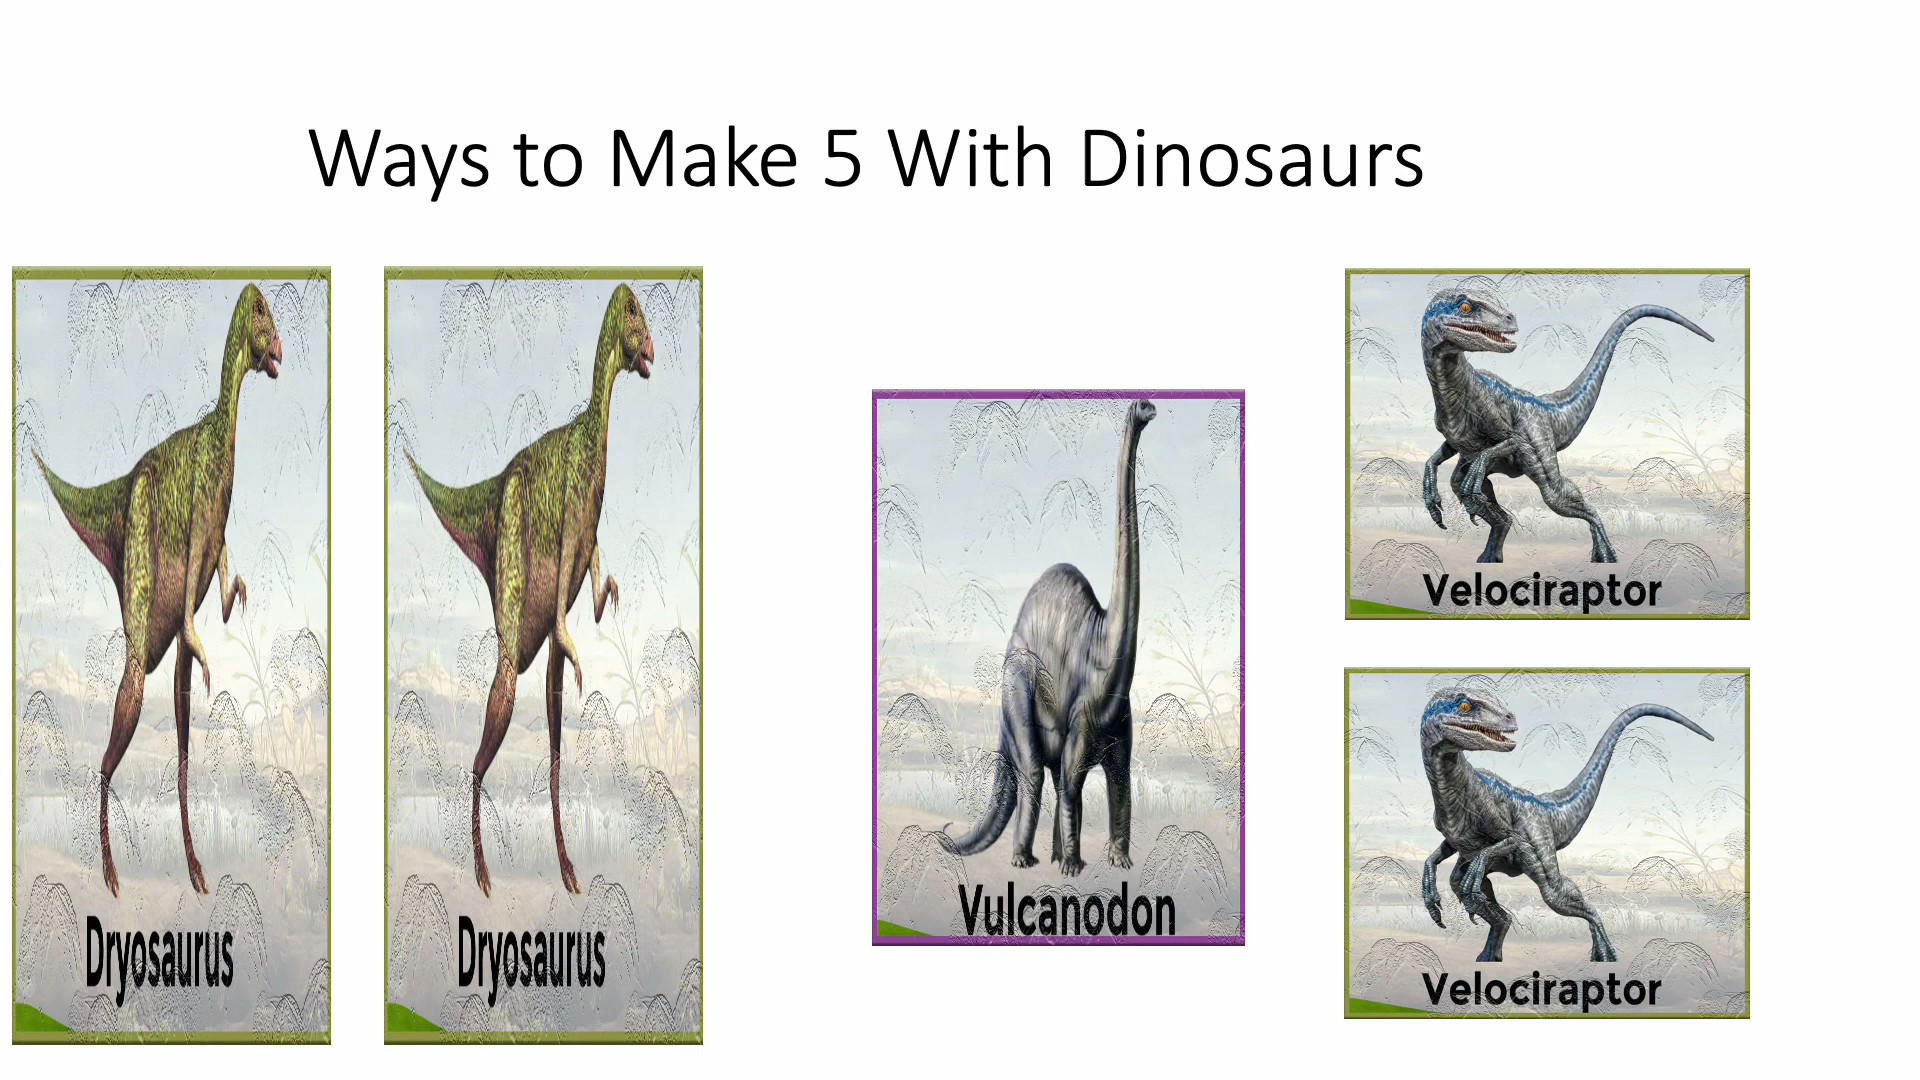 Ways to Make 5 With Dinosaurs
Dryosaurus
Dryosaurus
Vulcanodon
Velociraptor
Velociraptor